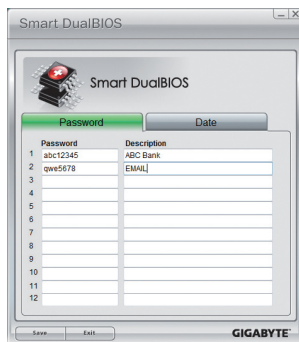 Smart DualBIOS
Smart DualBIOS
Password Date
Password Description
1 abc12345 ABC Bank
2 qwe5678 EMAIL
3
4
5
6
7
8
9
10
11
12
Save Exit GIGABYTE™